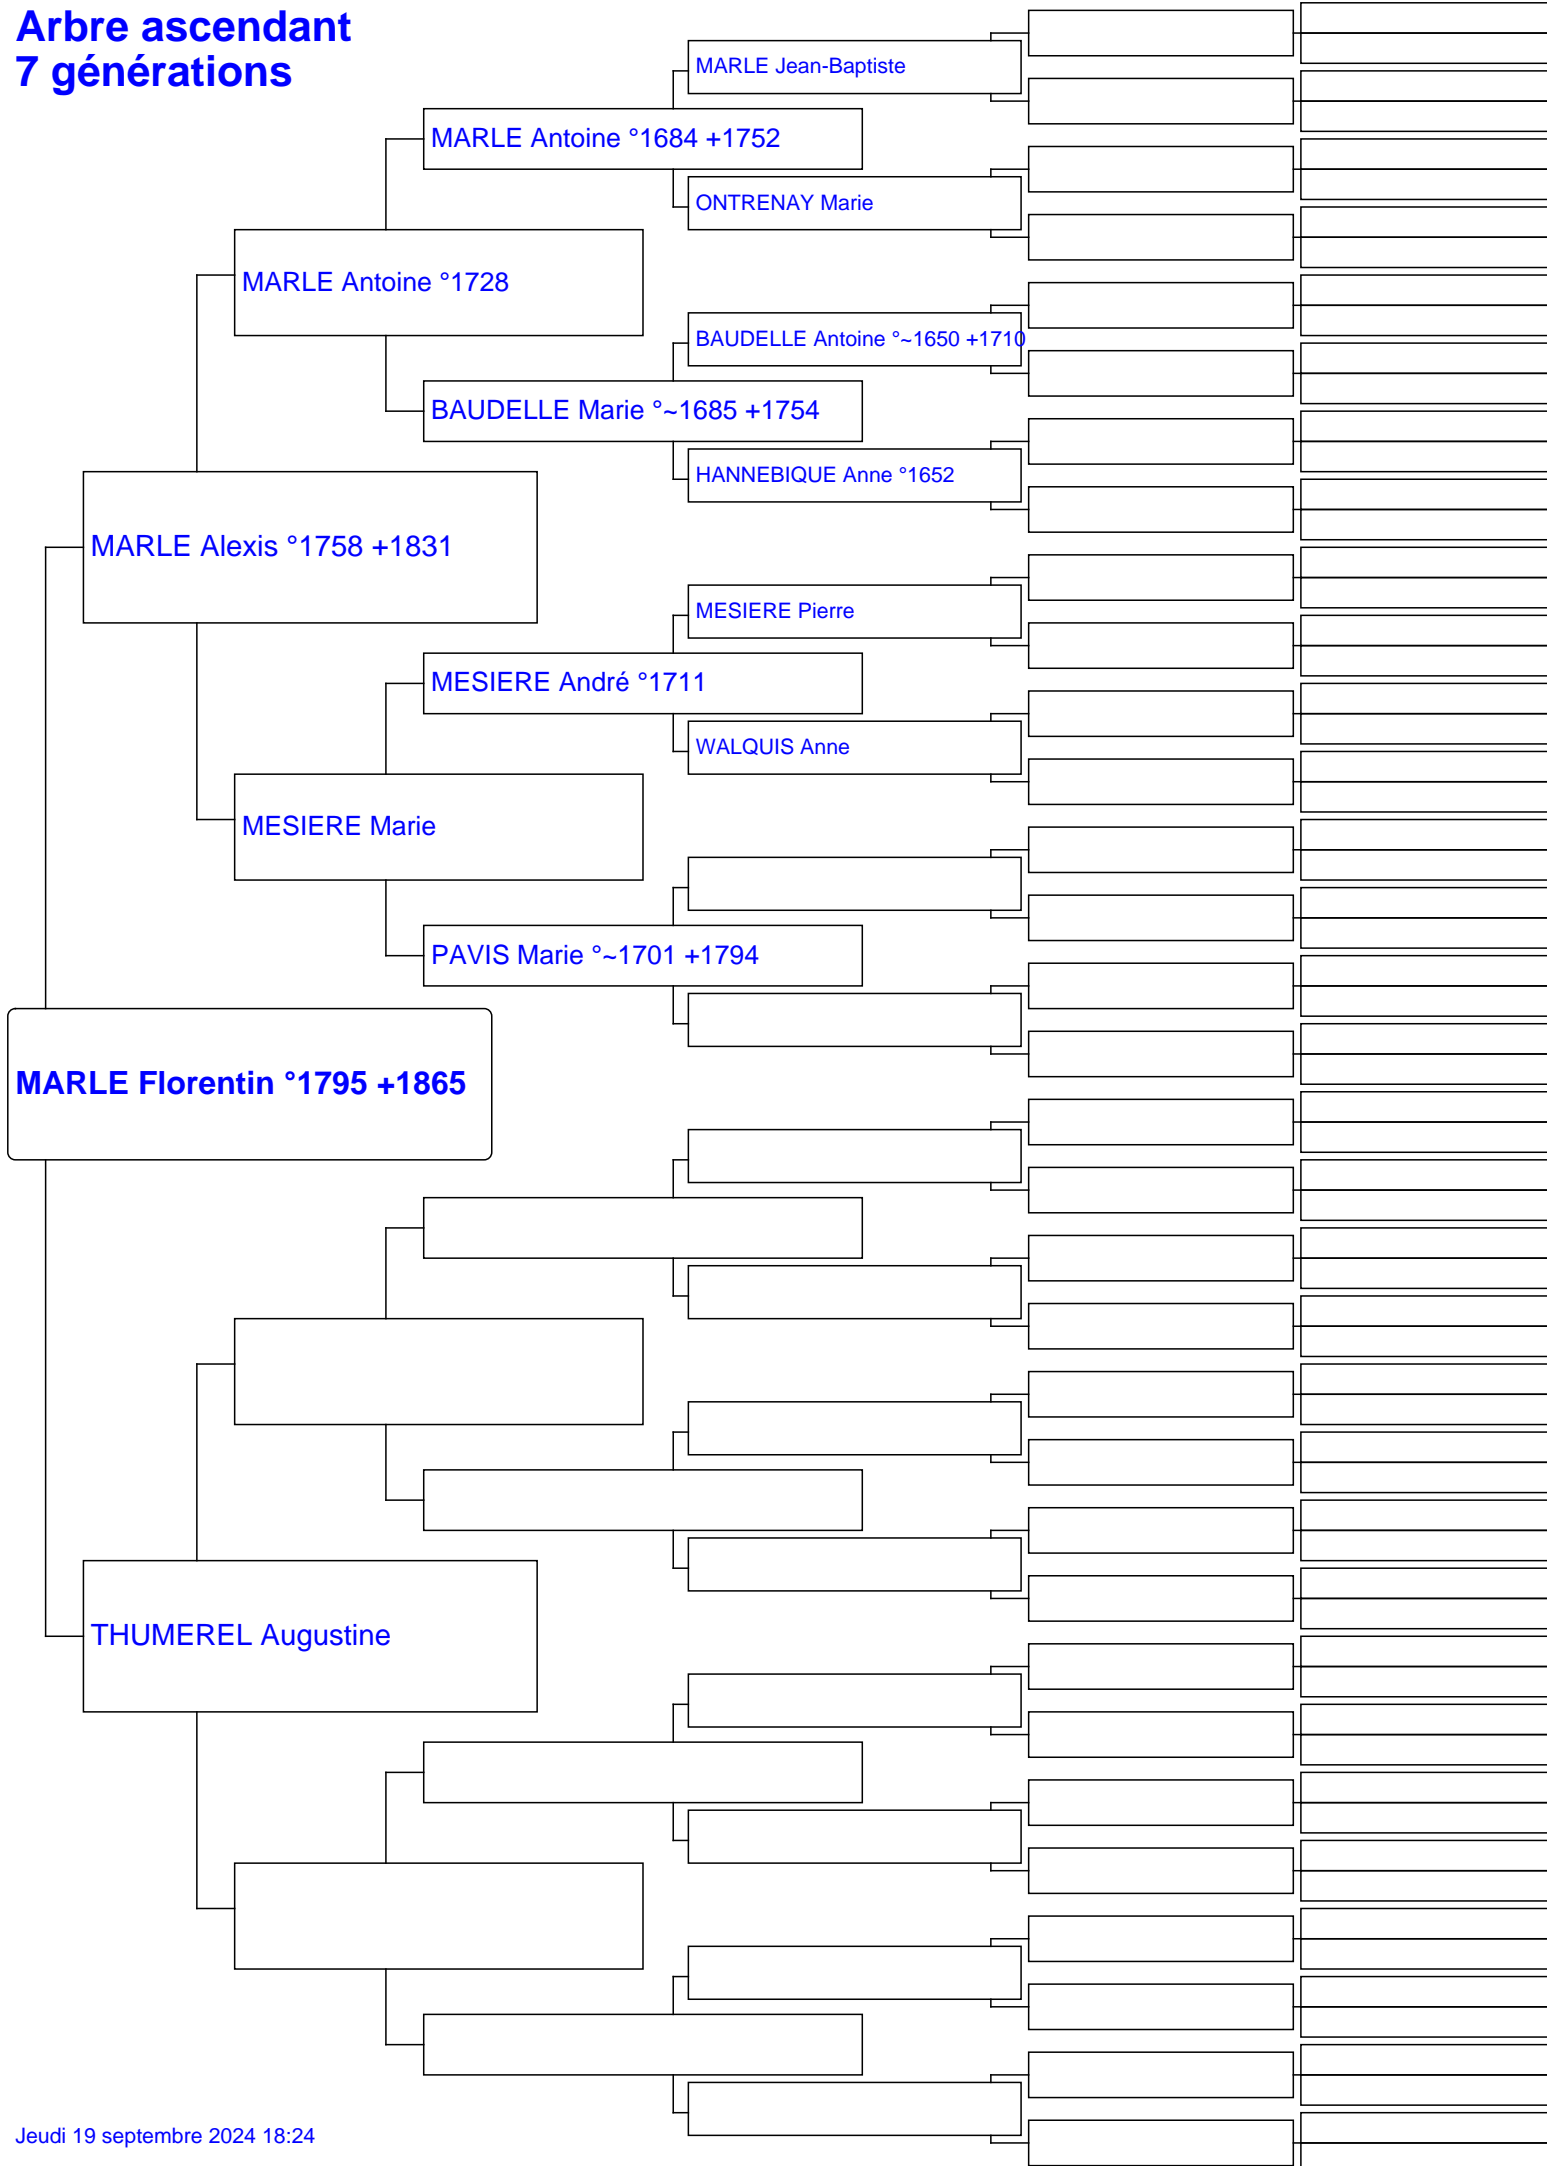 Arbre ascendant
7 générations
MARLE Jean-Baptiste
MARLE Antoine °1684 +1752
ONTRENAY Marie
MARLE Antoine °1728
BAUDELLE Antoine °~1650 +1710
BAUDELLE Marie °~1685 +1754
HANNEBIQUE Anne °1652
MARLE Alexis °1758 +1831
MESIERE Pierre
MESIERE André °1711
WALQUIS Anne
MESIERE Marie
PAVIS Marie °~1701 +1794
MARLE Florentin °1795 +1865
THUMEREL Augustine
Jeudi 19 septembre 2024 18:24